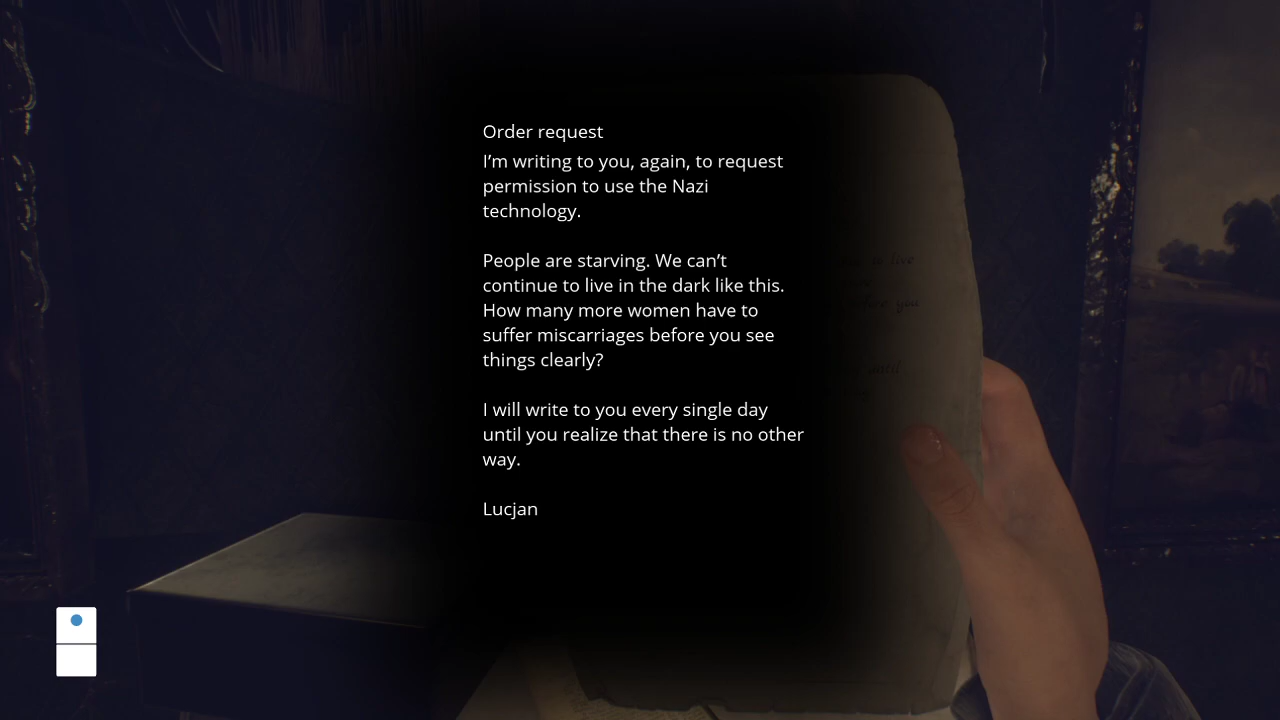 Order request
I’m writing to you, again, to request
permission to use the Nazi
technology.
People are starving. We can’t
continue to live in the dark like this.
How many more women have to
suffer miscarriages before you see
things clearly?
I will write to you every single day
until you realize that there is no other
way.
Lucjan
live
you
until